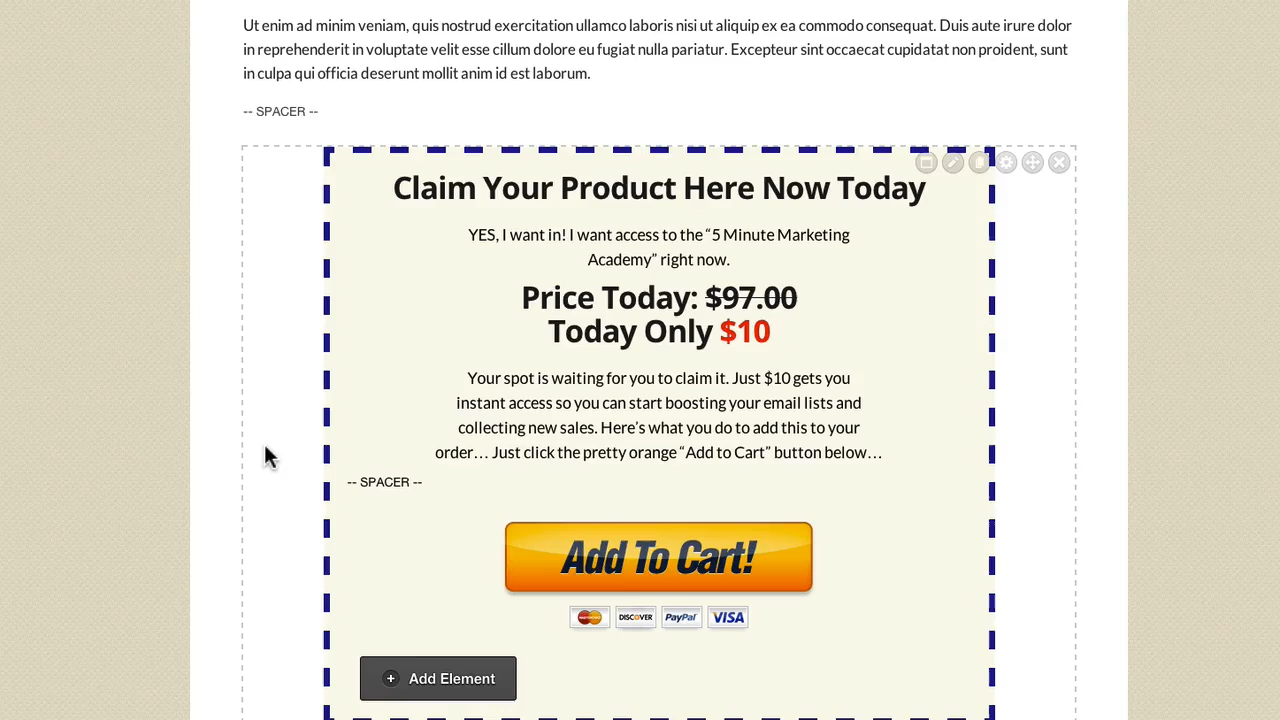 Ut enim ad minim veniam, quis nostrud exercitation ullamco laboris nisi ut aliquip ex ea commodo consequat. Duis aute irure dolor
in reprehenderit in voluptate velit esse cillum dolore eu fugiat nulla pariatur. Excepteur sint occaecat cupidatat non proident, sunt
in culpa qui officia deserunt mollit anim id est laborum.
-- SPACER --
Claim Your Product Here Now Today
YES, I want in! I want access to the “5 Minute Marketing
Academy” right now.
Price Today: $97.00
Today Only $10
Your spot is waiting for you to claim it. Just $10 gets you
instant access so you can start boosting your email lists and
collecting new sales. Here’s what you do to add this to your
order… Just click the pretty orange “Add to Cart” button below…
-- SPACER --
Add To Cart!
MasterCard DISCOVER PayPal VISA
Add Element